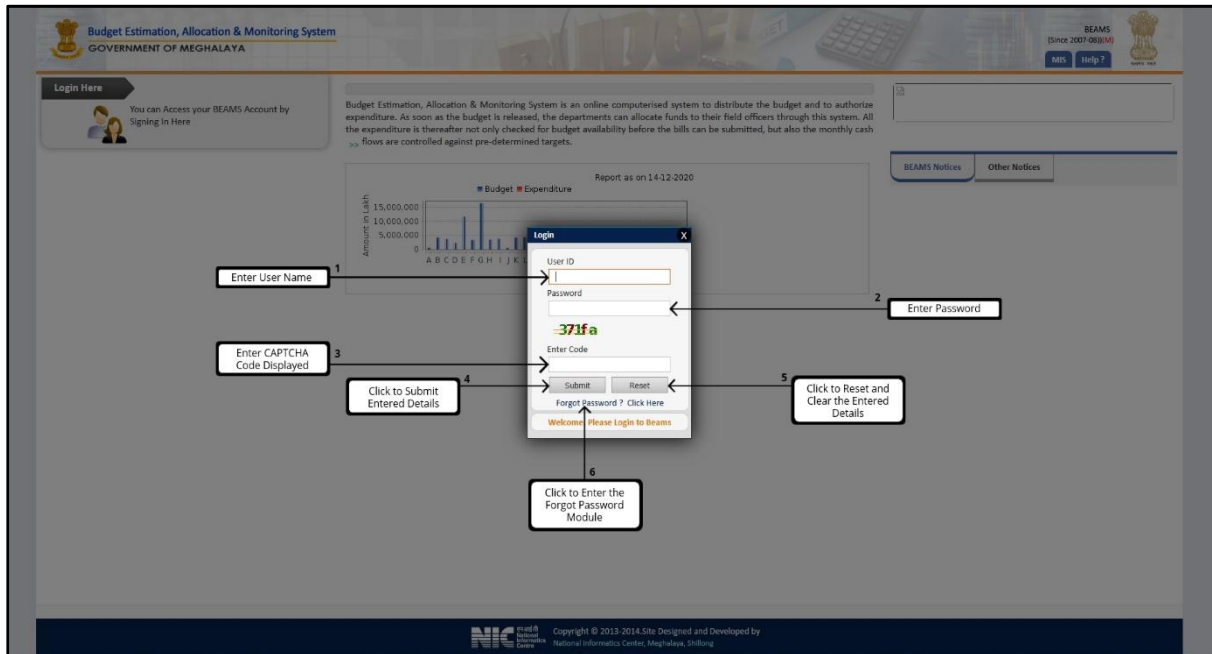 Budget Estimation, Allocation & Monitoring System
GOVERNMENT OF MEGHALAYA
BEAMS
[Since 2007-08](M)
MIS Help ?
Login Here
You can Access your BEAMS Account by
Signing In Here
Budget Estimation, Allocation & Monitoring System is an online computerised system to distribute the budget and to authorize
expenditure. As soon as the budget is released, the departments can allocate funds to their field officers through this system. All
the expenditure is thereafter not only checked for budget availability before the bills can be submitted, but also the monthly cash
>> flows are controlled against pre-determined targets.
BEAMS Notices Other Notices
Report as on 14-12-2020
Budget Expenditure
Amount in Lakh
15,000,000
10,000,000
5,000,000
0
A B C D E F G H I J K L
Login X
User ID
1
Enter User Name
Password
2
Enter Password
371fa
Enter Code
3
Enter CAPTCHA
Code Displayed
Submit Reset
4
Click to Submit
Entered Details
5
Click to Reset and
Clear the Entered
Details
Forgot Password ? Click Here
Welcome, Please Login to Beams
6
Click to Enter the
Forgot Password
Module
NIC
एन आई सी
National
Informatics
Centre
Copyright © 2013-2014.Site Designed and Developed by
National Informatics Center, Meghalaya, Shillong